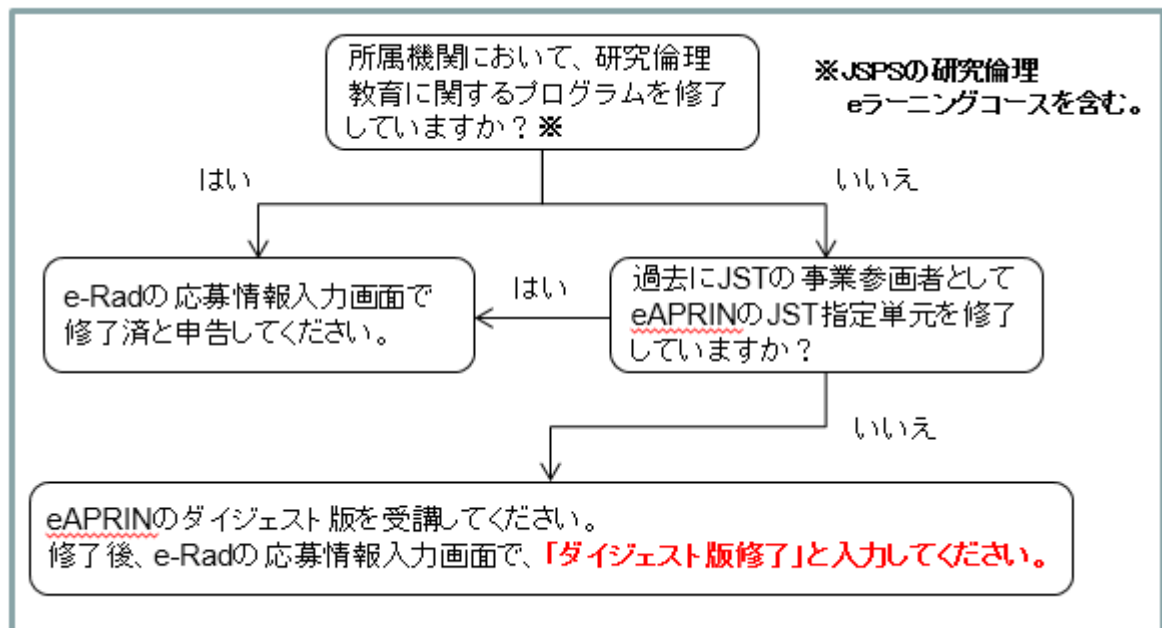 所属機関において、研究倫理
教育に関するプログラムを修了
していますか？※
※JSPSの研究倫理
eラーニングコースを含む。
はい
いいえ
e-Radの応募情報入力画面で
修了済と申告してください。
はい
過去にJSTの事業参画者として
eAPRINのJST指定単元を修了
していますか？
いいえ
eAPRINのダイジェスト版を受講してください。
修了後、e-Radの応募情報入力画面で、「ダイジェスト版修了」と入力してください。